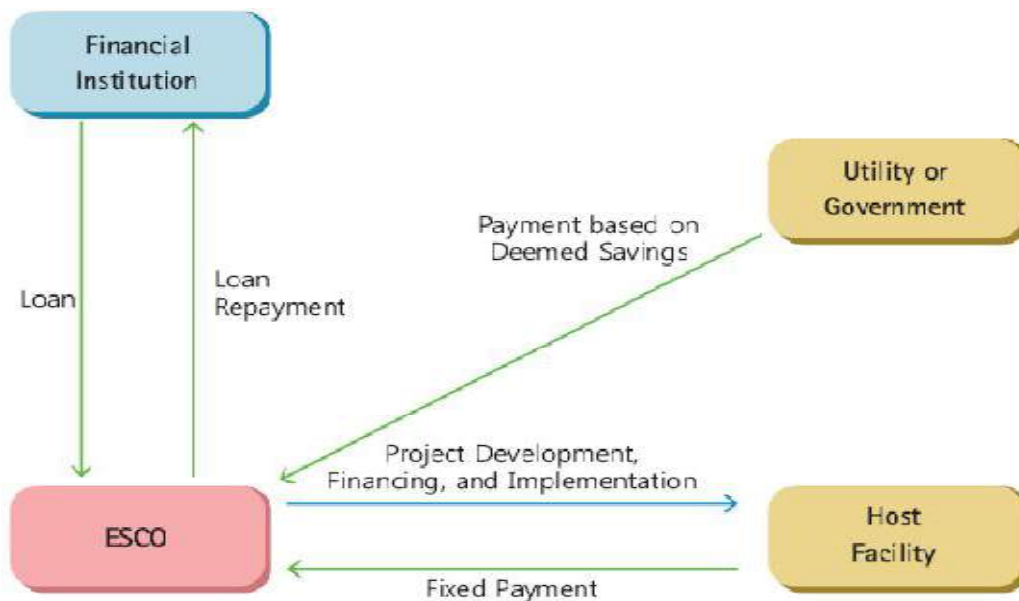 Financial
Institution
Utility or
Government
Payment based on
Deemed Savings
Loan
Loan
Repayment
Project Development,
Financing, and Implementation
ESCO
Host
Facility
Fixed Payment